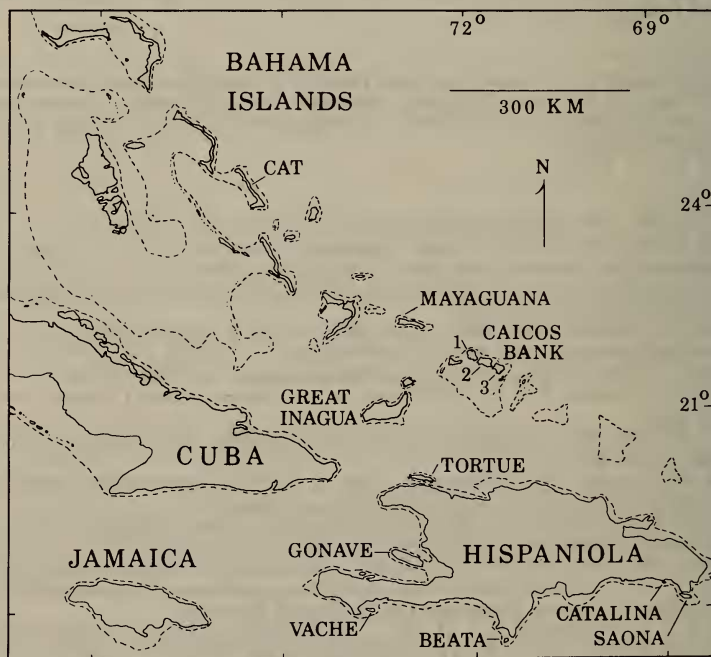 72°
69°
BAHAMA
ISLANDS
300 KM
N
CAT
24°
MAYAGUANA
CAICOS
BANK
1
2
3
GREAT
INAGUA
21°
CUBA
TORTUE
GONAVE
HISPANIOLA
JAMAICA
VACHE
BEATA
CATALINA
SAONA